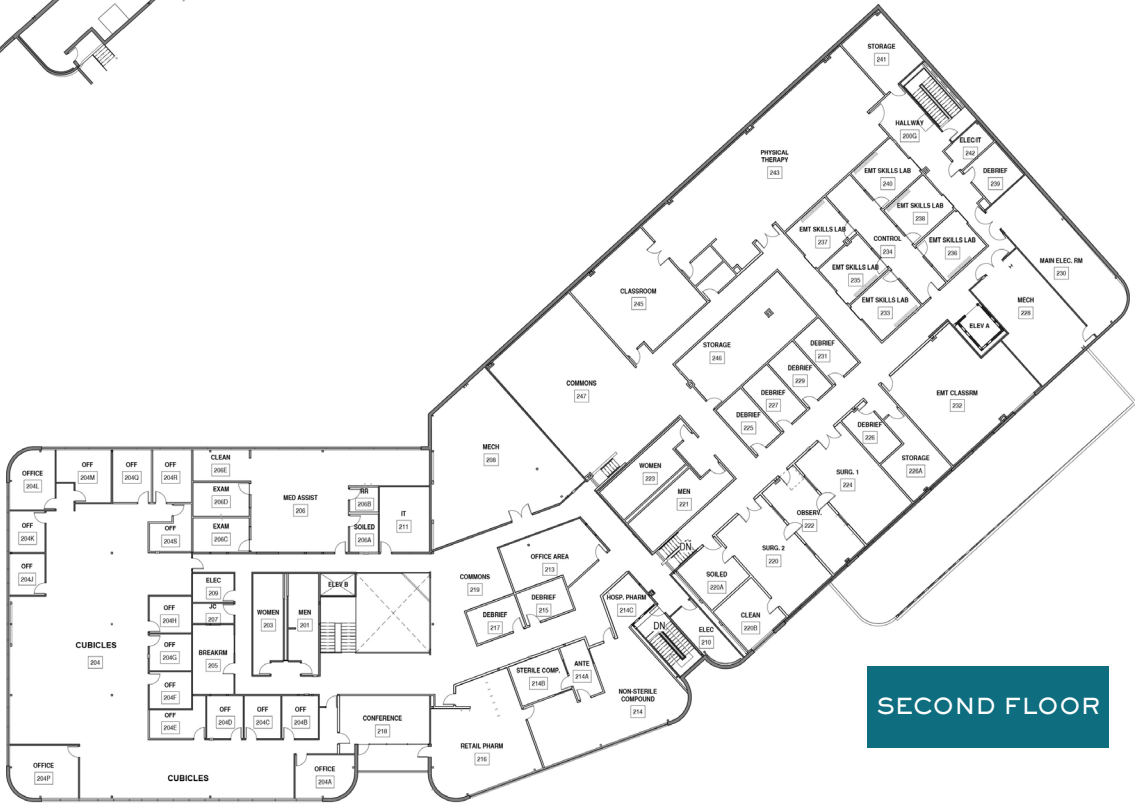 STORAGE
241
HALLWAY
200G
ELEC/IT
242
DEBRIEF
239
PHYSICAL
THERAPY
243
EMT SKILLS LAB
240
EMT SKILLS LAB
238
EMT SKILLS LAB
237
CONTROL
234
EMT SKILLS LAB
236
EMT SKILLS LAB
235
EMT SKILLS LAB
233
MAIN ELEC. RM
230
MECH
228
ELEV A
CLASSROOM
245
STORAGE
246
DEBRIEF
231
DEBRIEF
229
DEBRIEF
227
DEBRIEF
225
COMMONS
247
EMT CLASSRM
232
DEBRIEF
226
STORAGE
226A
MECH
208
WOMEN
223
MEN
221
SURG. 1
224
OBSERV.
222
SURG. 2
220
DN.
SOILED
220A
CLEAN
220B
OFFICE
204L
OFF
204M
OFF
204Q
OFF
204R
CLEAN
206E
EXAM
206D
MED ASSIST
206
RR
206B
IT
211
OFF
204K
OFF
204S
EXAM
206C
SOILED
206A
OFF
204J
OFFICE AREA
213
COMMONS
219
ELEC
209
JC
207
WOMEN
203
MEN
201
ELEV B
DEBRIEF
215
DEBRIEF
217
HOSP. PHARM
214C
DN.
ELEC
210
OFF
204H
CUBICLES
204
OFF
204G
BREAKRM
205
OFF
204F
OFF
204E
OFF
204D
OFF
204C
OFF
204B
STERILE COMP.
214B
ANTE
214A
NON-STERILE
COMPOUND
214
CONFERENCE
218
RETAIL PHARM
216
OFFICE
204P
CUBICLES
OFFICE
204A
SECOND FLOOR